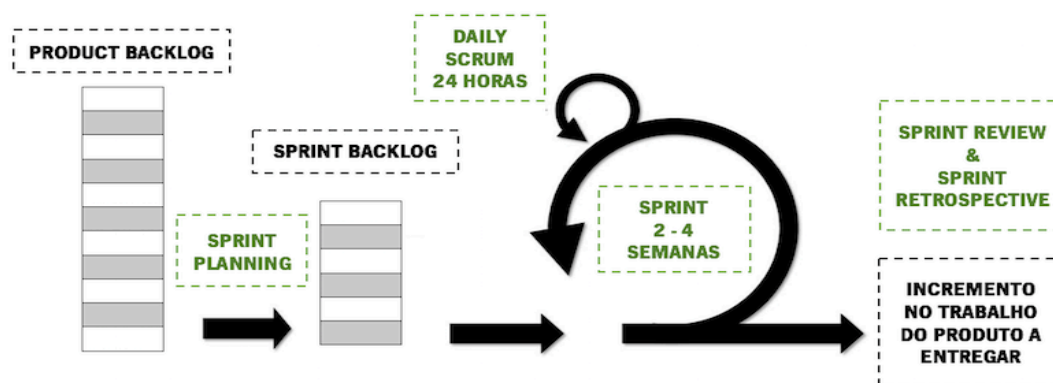 PRODUCT BACKLOG
SPRINT PLANNING
SPRINT BACKLOG
DAILY
SCRUM
24 HORAS
SPRINT
2 - 4
SEMANAS
SPRINT REVIEW
&
SPRINT
RETROSPECTIVE
INCREMENTO
NO TRABALHO
DO PRODUTO A
ENTREGAR